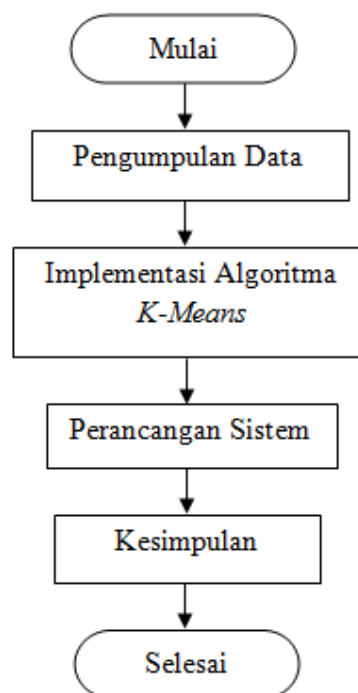 Mulai
Pengumpulan Data
Implementasi Algoritma
K-Means
Perancangan Sistem
Kesimpulan
Selesai